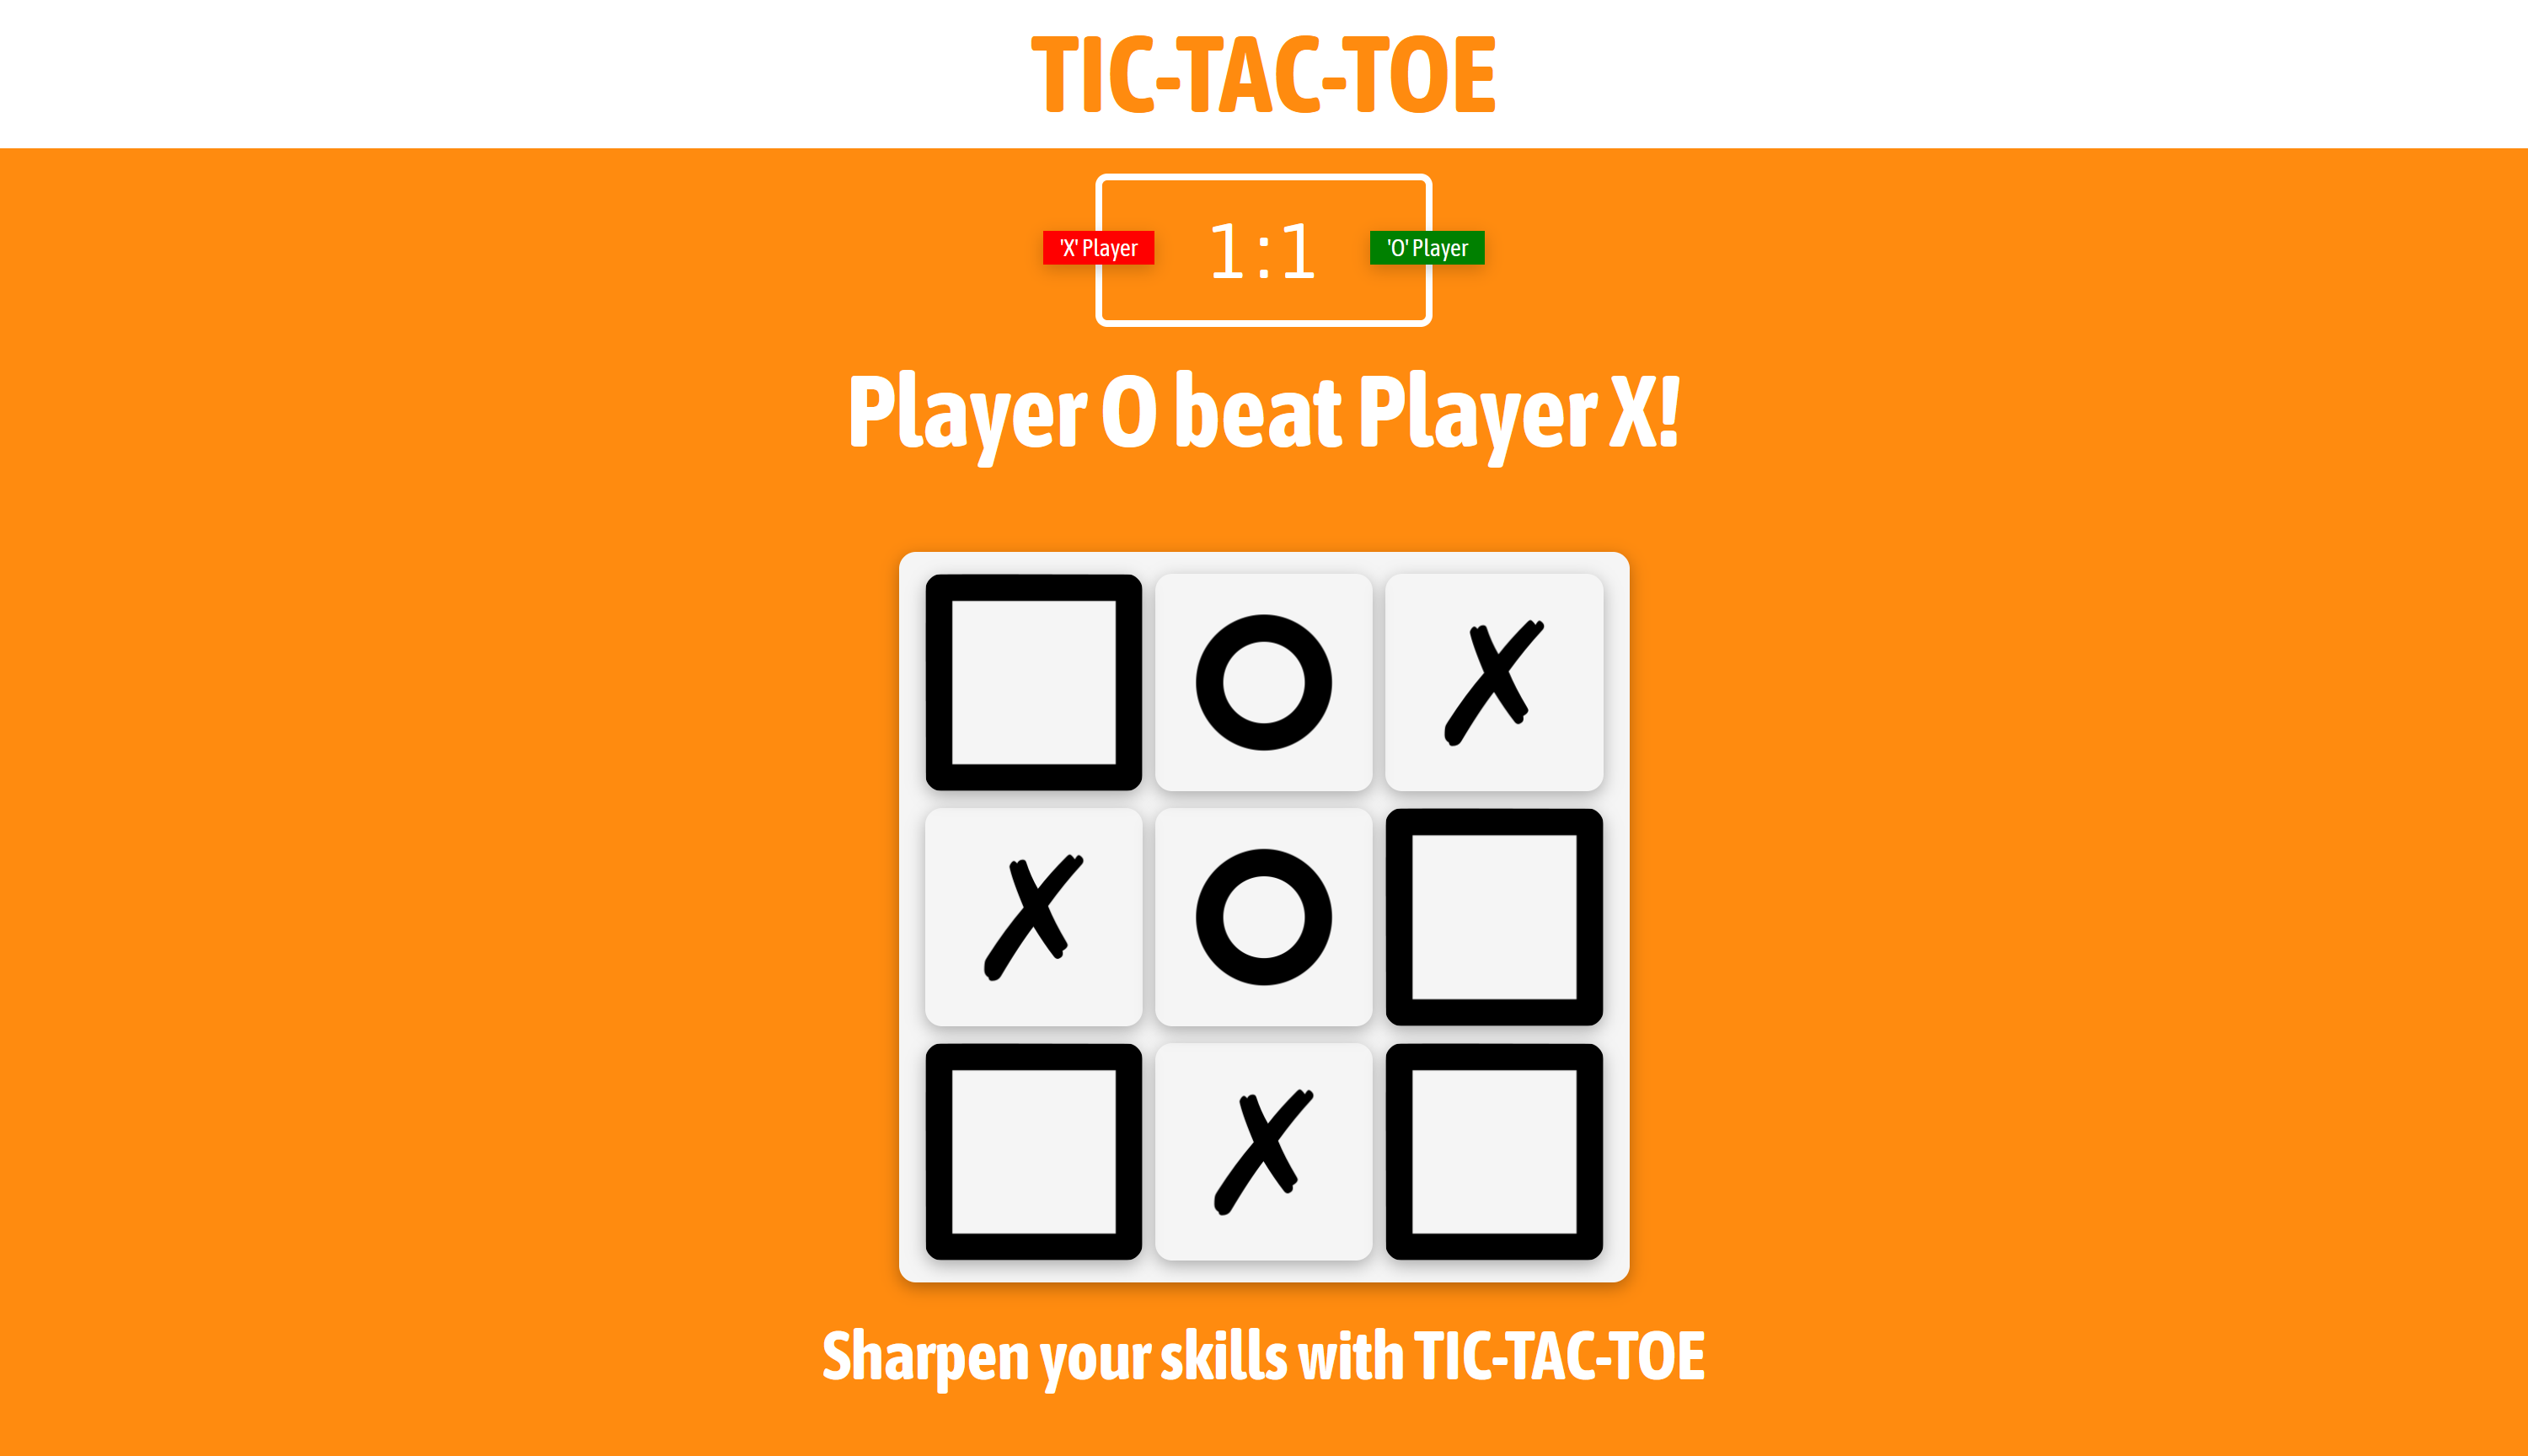 TIC-TAC-TOE
'X' Player 1:1 'O' Player
Player O beat Player X!
O X
X O
X
Sharpen your skills with TIC-TAC-TOE